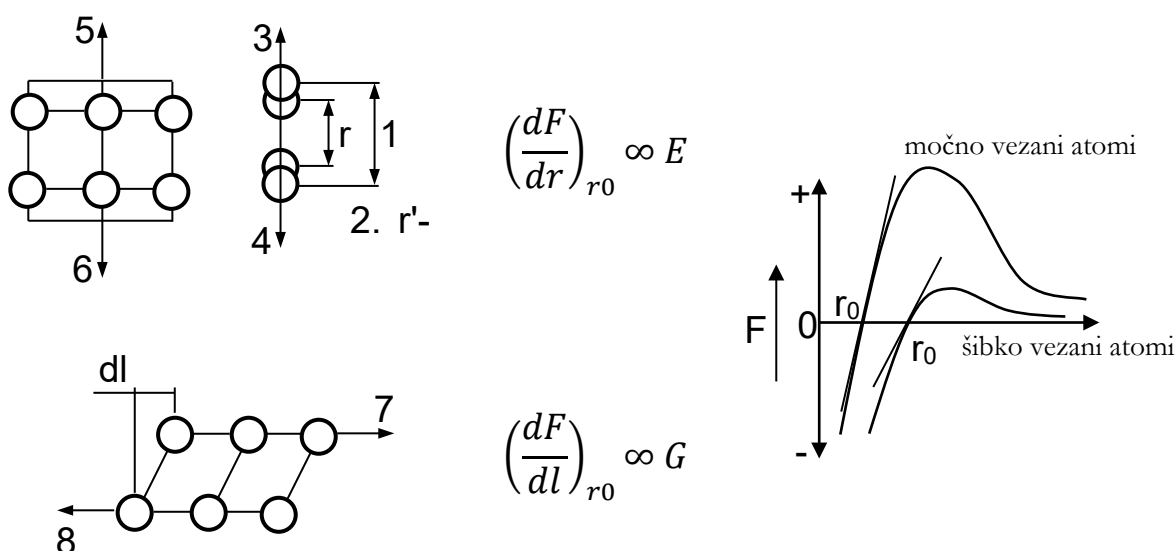 5
6
3
r
1
4
2. r'-
(dF/dr)r0 ∞ E
močno vezani atomi
+
F
0
r₀
r₀
šibko vezani atomi
-
dl
7
8
(dF/dl)r0 ∞ G